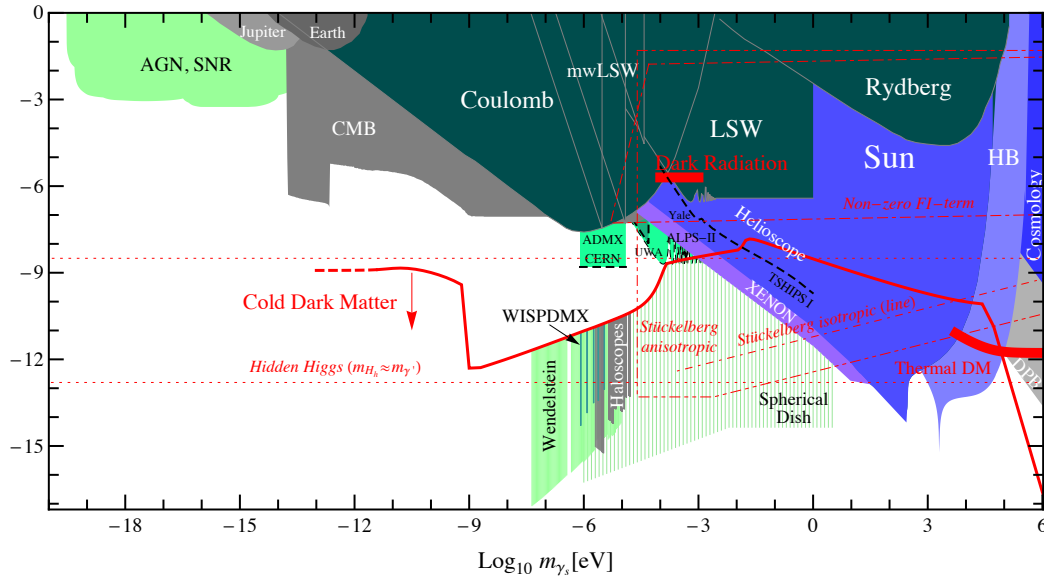 0
-3
-6
-9
-12
-15
Jupiter
Earth
AGN, SNR
CMB
Coulomb
mwLSW
LSW
Rydberg
Sun
HB
Cosmology
Dark Radiation
Non-zero FI-term
Helioscope
Yale
ADMX
CERN
UWA
ALPS-II
TSHIPS I
XENON
Cold Dark Matter
WISPDMX
Stückelberg
anisotropic
Stückelberg isotropic (line)
Hidden Higgs (m_{H_h}≈m_{γ'})
Thermal DM
Wendelstein
Haloscopes
Spherical
Dish
-18
-15
-12
-9
-6
-3
0
3
6
Log₁₀ m_{γ_s}[eV]